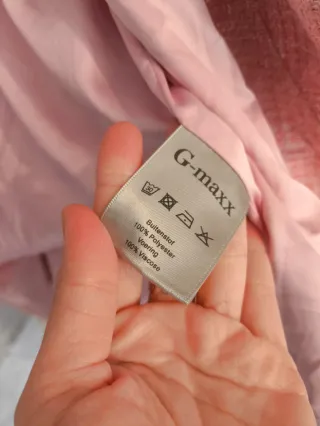 G-maxx
Buitenstof
100% Polyester
Voering
100% Viscose